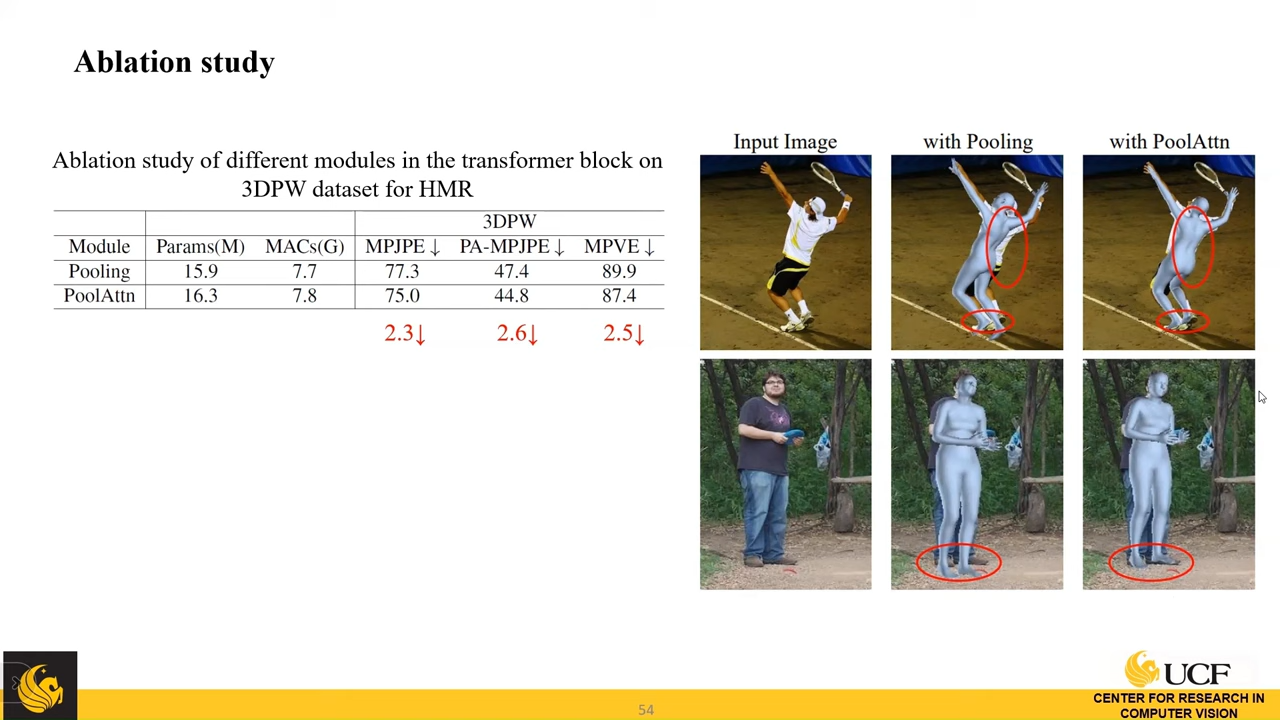 Ablation study
Ablation study of different modules in the transformer block on
3DPW dataset for HMR
3DPW
Module Params(M) MACs(G) MPJPE ↓ PA-MPJPE ↓ MPVE ↓
Pooling 15.9 7.7 77.3 47.4 89.9
PoolAttn 16.3 7.8 75.0 44.8 87.4
2.3↓ 2.6↓ 2.5↓
Input Image with Pooling with PoolAttn
54
UCF
CENTER FOR RESEARCH IN
COMPUTER VISION